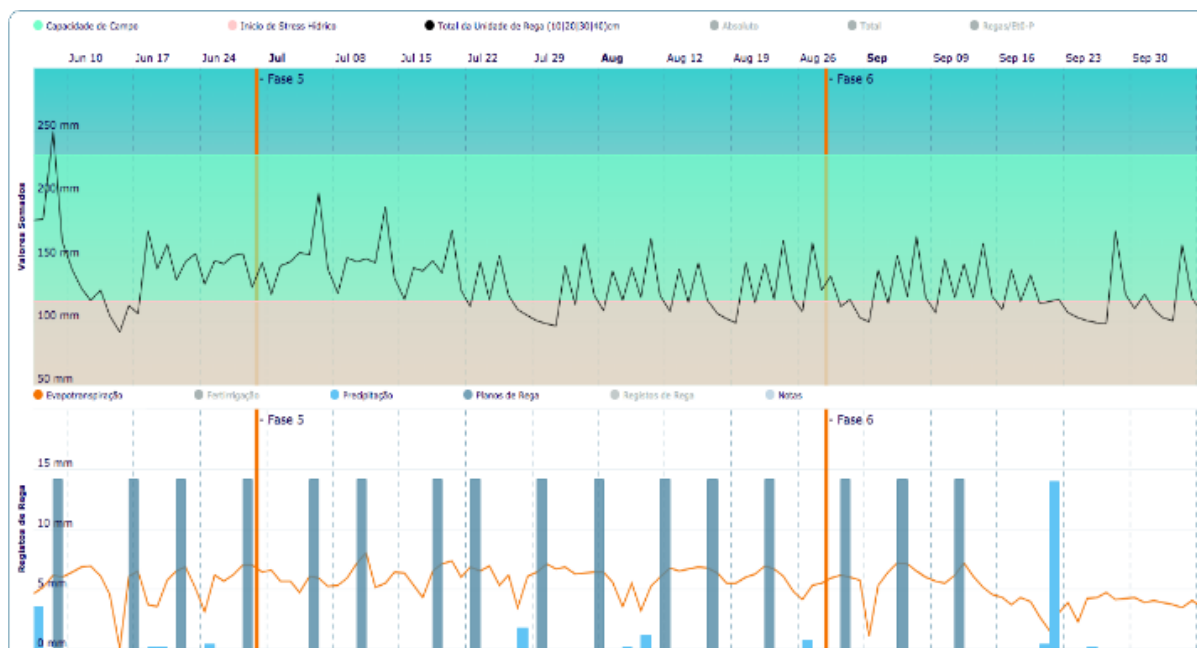 Capacidade de Campo Início de Stress Hídrico Total da Unidade de Rega (10|20|30|40)cm Absoluto Total Regas/Et0-P
Jun 10 Jun 17 Jun 24 Jul Jul 08 Jul 15 Jul 22 Jul 29 Aug Aug 12 Aug 19 Aug 26 Sep Sep 09 Sep 16 Sep 23 Sep 30
- Fase 5 - Fase 6
250 mm
200 mm
150 mm
100 mm
50 mm
Valores Somados
Evapotranspiração Fertirrigação Precipitação Planos de Rega Registos de Rega Notas
- Fase 5 - Fase 6
15 mm
10 mm
5 mm
0 mm
Registos de Rega